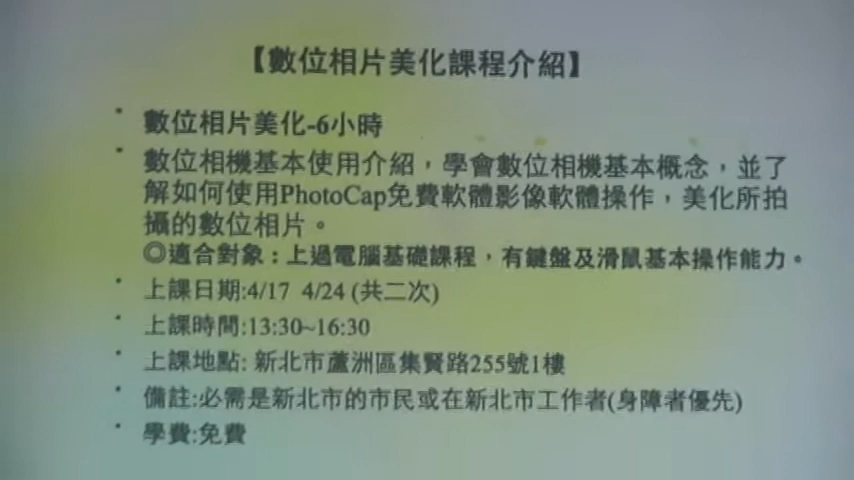 【數位相片美化課程介紹】
• 數位相片美化-6小時
• 數位相機基本使用介紹，學會數位相機基本概念，並了
解如何使用PhotoCap免費軟體影像軟體操作，美化所拍
攝的數位相片。
◎適合對象：上過電腦基礎課程，有鍵盤及滑鼠基本操作能力。
• 上課日期:4/17 4/24 (共二次)
• 上課時間:13:30~16:30
• 上課地點: 新北市蘆洲區集賢路255號1樓
• 備註:必需是新北市的市民或在新北市工作者(身障者優先)
• 學費:免費